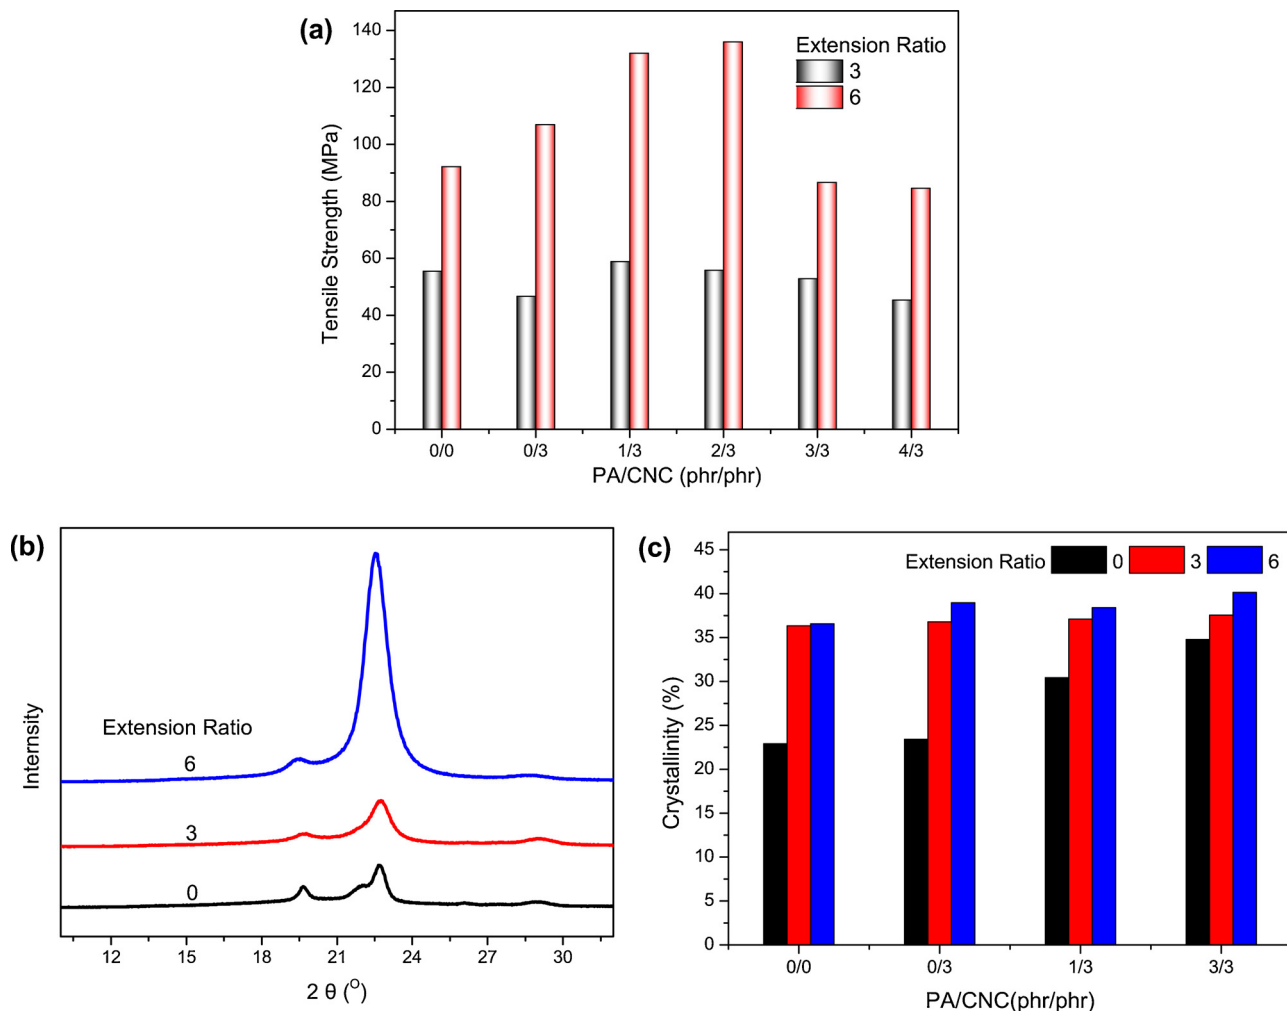 (a)
Tensile Strength (MPa)
140
120
100
80
60
40
20
0
Extension Ratio
3
6
0/0 0/3 1/3 2/3 3/3 4/3
PA/CNC (phr/phr)
(b)
Internsity
Extension Ratio
6
3
0
12 15 18 21 24 27 30
2 θ (O)
(c)
Crystallinity (%)
45
40
35
30
25
20
15
10
5
0
Extension Ratio 0 3 6
0/0 0/3 1/3 3/3
PA/CNC(phr/phr)